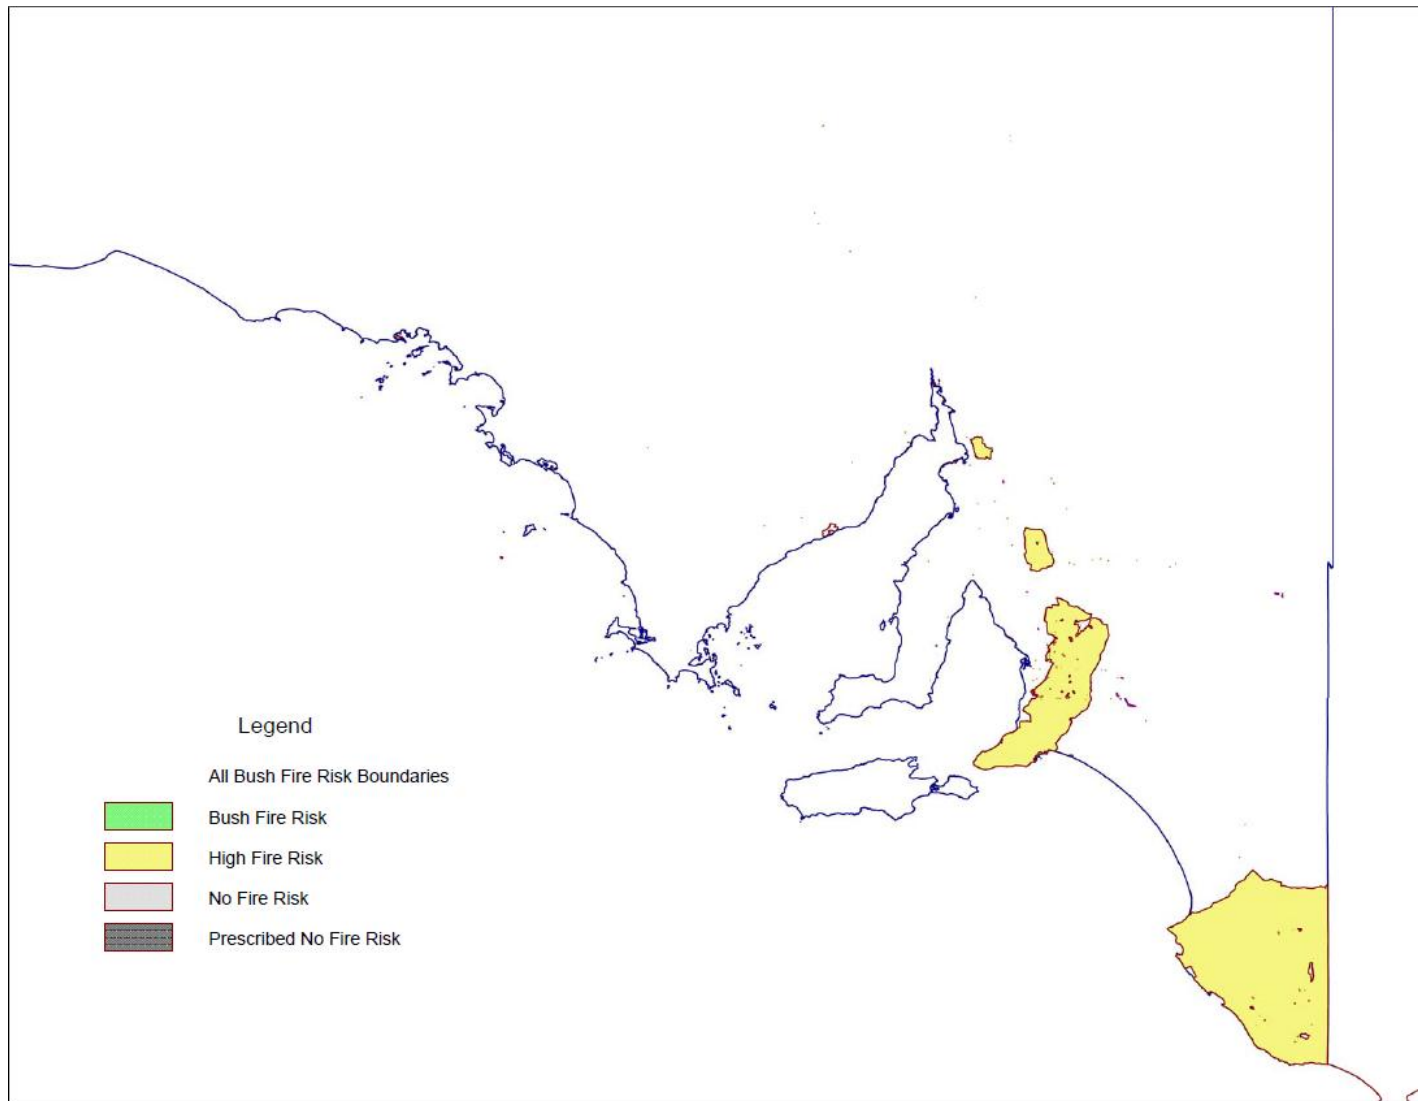 Legend
All Bush Fire Risk Boundaries
Bush Fire Risk
High Fire Risk
No Fire Risk
Prescribed No Fire Risk